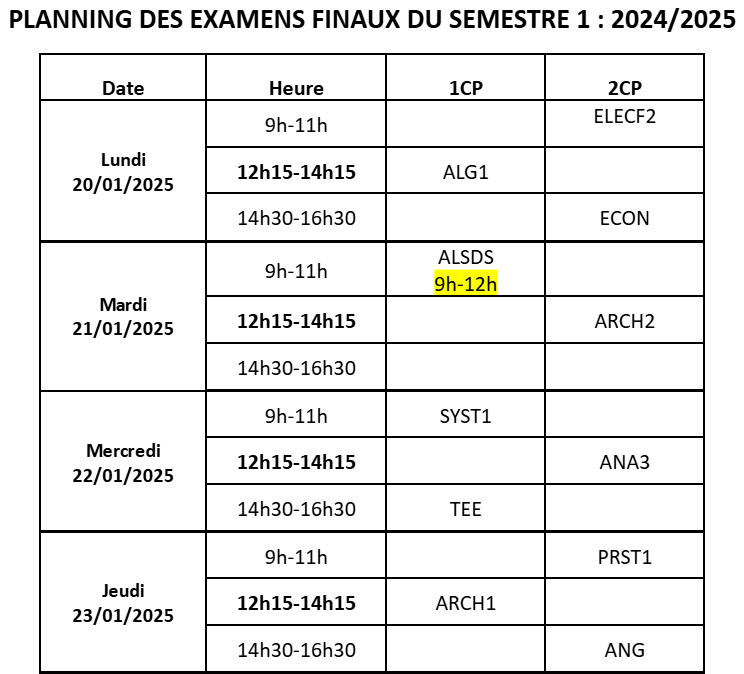 PLANNING DES EXAMENS FINAUX DU SEMESTRE 1 : 2024/2025
Date Heure 1CP 2CP
Lundi
20/01/2025
9h-11h ELECF2
12h15-14h15 ALG1
14h30-16h30 ECON
Mardi
21/01/2025
9h-11h ALSDS
9h-12h
12h15-14h15 ARCH2
14h30-16h30
Mercredi
22/01/2025
9h-11h SYST1
12h15-14h15 ANA3
14h30-16h30 TEE
Jeudi
23/01/2025
9h-11h PRST1
12h15-14h15 ARCH1
14h30-16h30 ANG